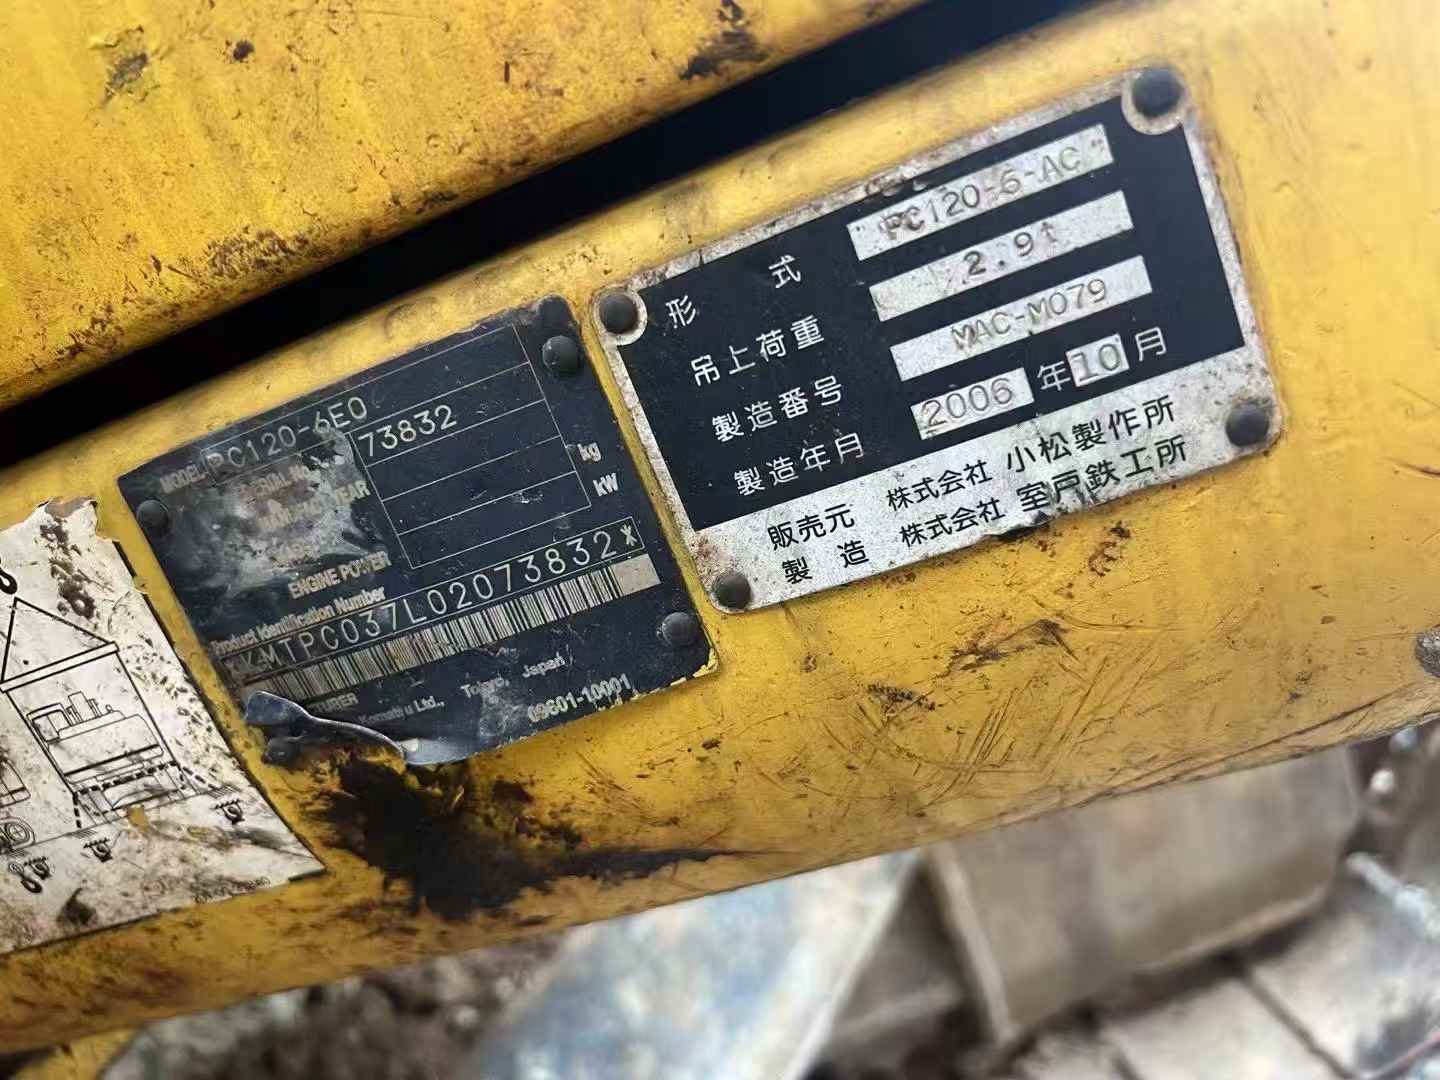 MODEL PC120-6E0
SERIAL No. 73832
YEAR
kg
ENGINE POWER kW
Product Identification Number
*KMTPC037L02073832*
Komatsu Ltd., Tokyo, Japan
09601-10001
形 式 PC120-6-AC
吊上荷重 2.9t
製造番号 MAC-M079
製造年月 2006年10月
販売元 株式会社 小松製作所
製造 株式会社 室戸鉄工所